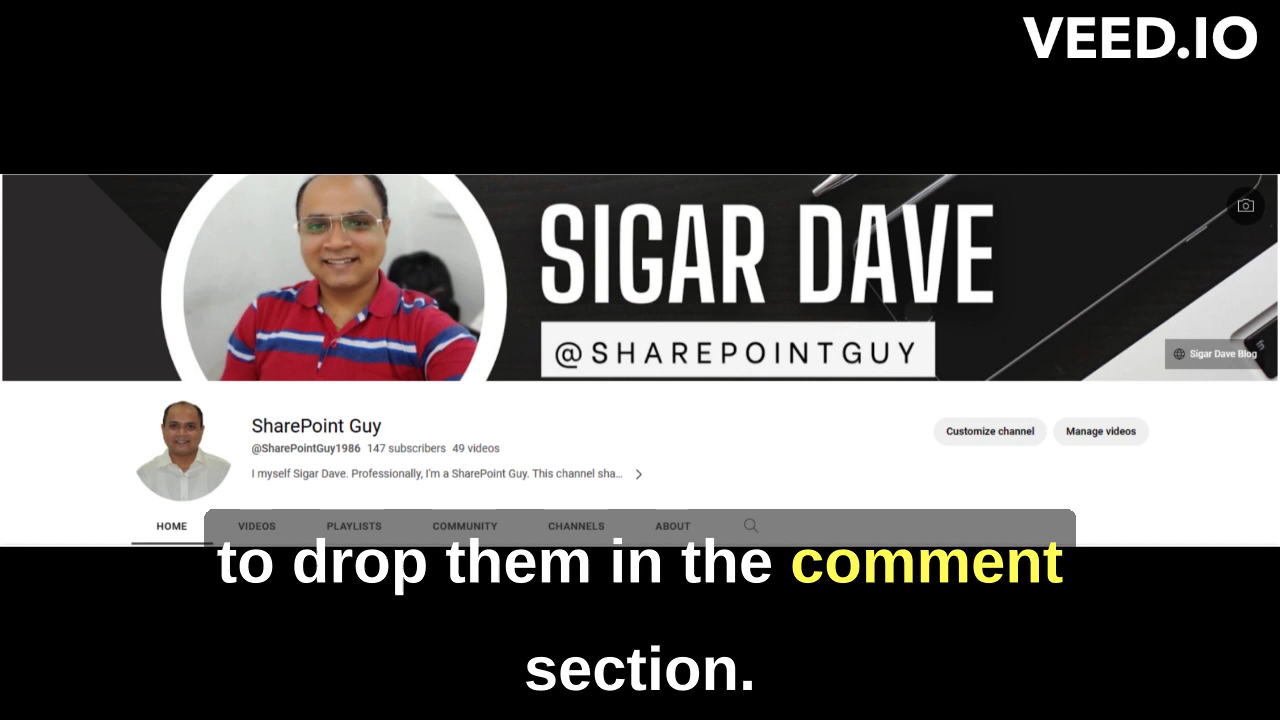 VEED.IO
SIGAR DAVE
@SHAREPOINTGUY
Sigar Dave Blog
SharePoint Guy
@SharePointGuy1986 147 subscribers 49 videos
Customize channel Manage videos
I myself Sigar Dave. Professionally, I'm a SharePoint Guy. This channel sha...
HOME VIDEOS PLAYLISTS COMMUNITY CHANNELS ABOUT
to drop them in the comment
section.